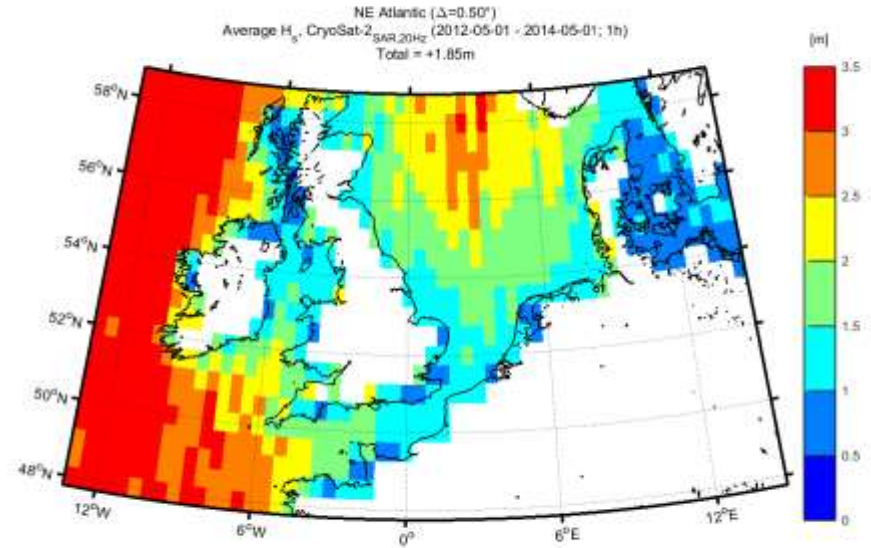 NE Atlantic (Δ=0.50°)
Average Hs, CryoSat-2SAR,20Hz (2012-05-01 - 2014-05-01; 1h)
Total = +1.85m
[m]
3.5
3
2.5
2
1.5
1
0.5
0
58°N
56°N
54°N
52°N
50°N
48°N
12°W
6°W
0°
6°E
12°E